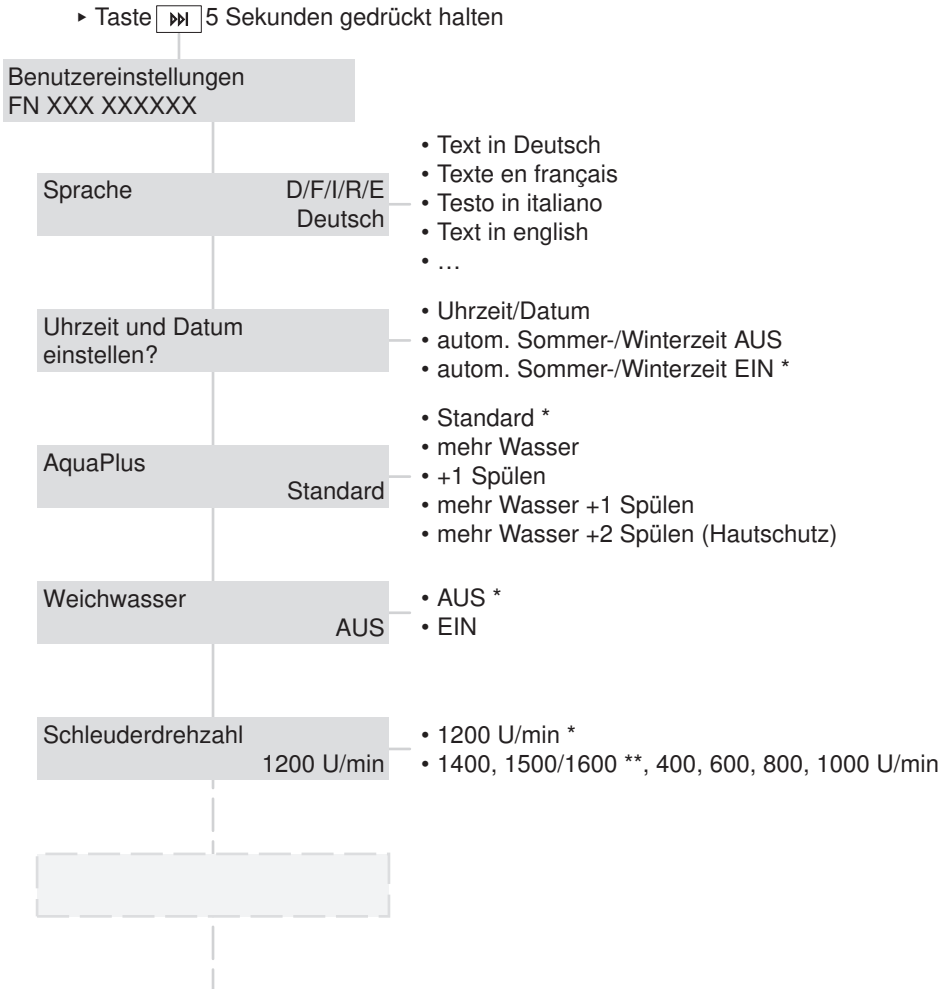 ▸ Taste ⏭ 5 Sekunden gedrückt halten
Benutzereinstellungen
FN XXX XXXXXX
Sprache D/F/I/R/E
Deutsch
• Text in Deutsch
• Texte en français
• Testo in italiano
• Text in english
• …
Uhrzeit und Datum
einstellen?
• Uhrzeit/Datum
• autom. Sommer-/Winterzeit AUS
• autom. Sommer-/Winterzeit EIN *
AquaPlus
Standard
• Standard *
• mehr Wasser
• +1 Spülen
• mehr Wasser +1 Spülen
• mehr Wasser +2 Spülen (Hautschutz)
Weichwasser
AUS
• AUS *
• EIN
Schleuderdrehzahl
1200 U/min
• 1200 U/min *
• 1400, 1500/1600 **, 400, 600, 800, 1000 U/min